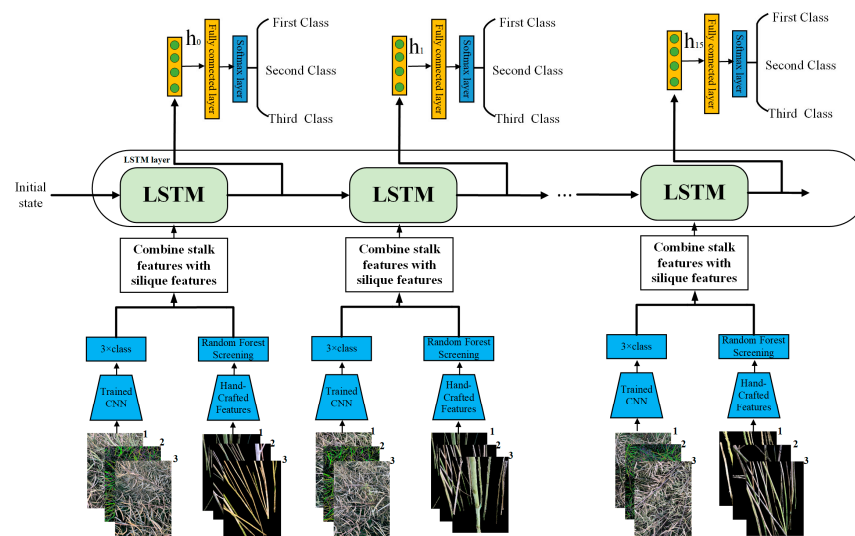 h0
Fully connected layer
Softmax layer
First Class
Second Class
Third Class
h1
Fully connected layer
Softmax layer
First Class
Second Class
Third Class
h15
Fully connected layer
Softmax layer
First Class
Second Class
Third Class
LSTM layer
Initial
state
LSTM
LSTM
...
LSTM
Combine stalk
features with
silique features
Combine stalk
features with
silique features
Combine stalk
features with
silique features
3×class
Random Forest
Screening
3×class
Random Forest
Screening
3×class
Random Forest
Screening
Trained
CNN
Hand-
Crafted
Features
Trained
CNN
Hand-
Crafted
Features
Trained
CNN
Hand-
Crafted
Features
1
2
3
1
2
3
1
2
3
1
2
3
1
2
3
1
2
3